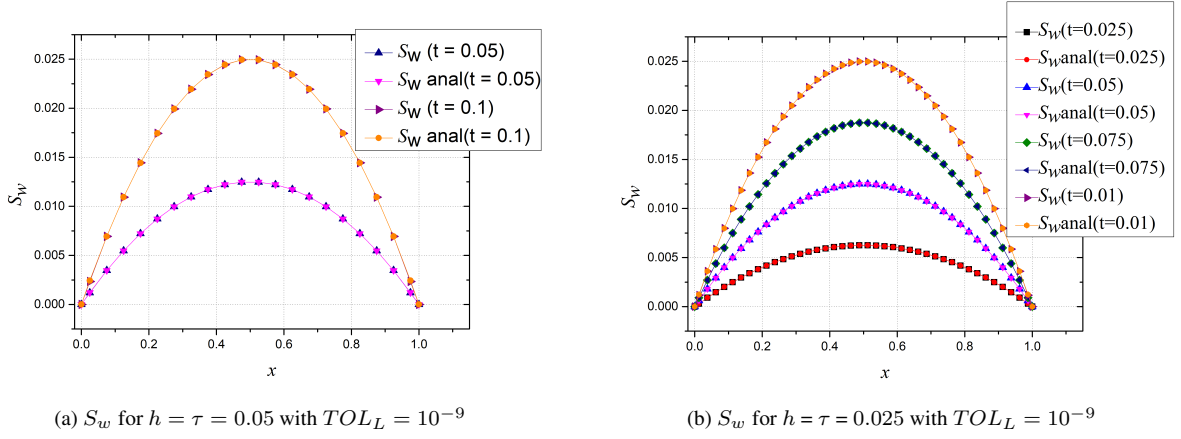 0.025
0.020
0.015
0.010
0.005
0.000
S_w
0.0 0.2 0.4 0.6 0.8 1.0
x
S_w (t = 0.05)
S_w anal(t = 0.05)
S_w (t = 0.1)
S_w anal(t = 0.1)
(a) S_w for h = τ = 0.05 with TOL_L = 10^{-9}
0.025
0.020
0.015
0.010
0.005
0.000
S_w
0.0 0.2 0.4 0.6 0.8 1.0
x
S_w(t=0.025)
S_wanal(t=0.025)
S_w(t=0.05)
S_wanal(t=0.05)
S_w(t=0.075)
S_wanal(t=0.075)
S_w(t=0.01)
S_wanal(t=0.01)
(b) S_w for h = τ = 0.025 with TOL_L = 10^{-9}